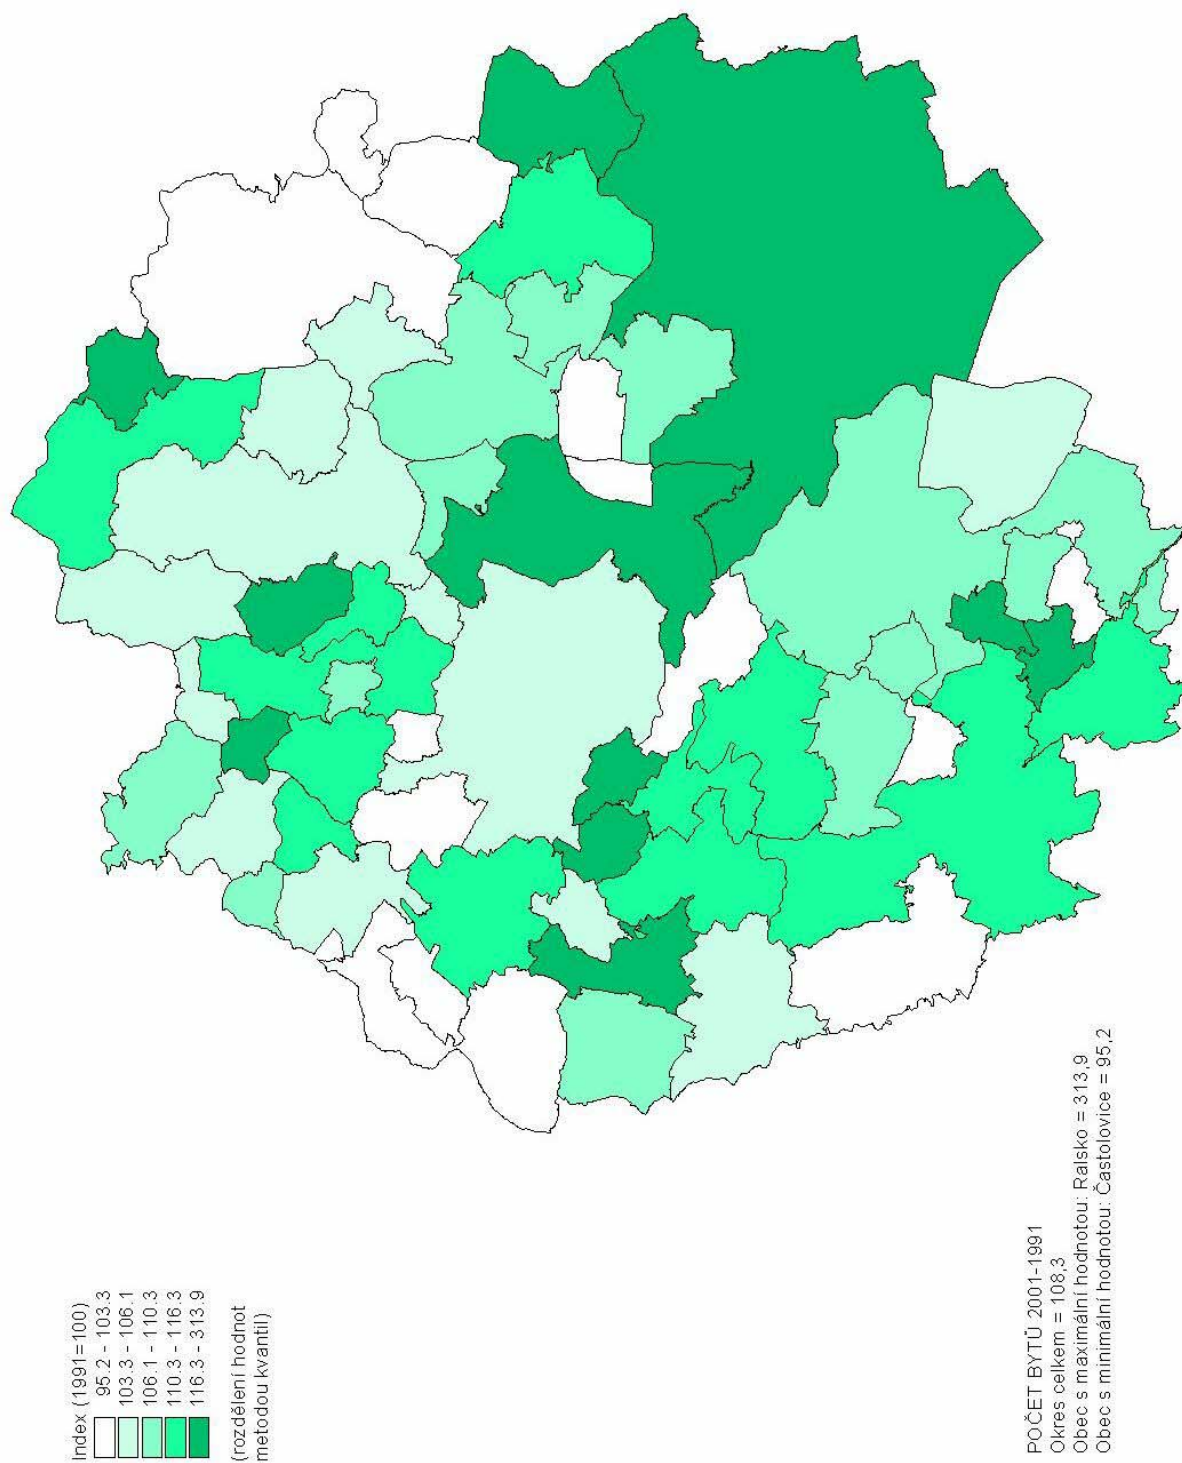 Index (1991=100)
95.2 - 103.3
103.3 - 106.1
106.1 - 110.3
110.3 - 116.3
116.3 - 313.9
(rozdělení hodnot
metodou kvantil)
POČET BYTŮ 2001-1991
Okres celkem = 108,3
Obec s maximální hodnotou: Ralsko = 313,9
Obec s minimální hodnotou: Častolovice = 95,2